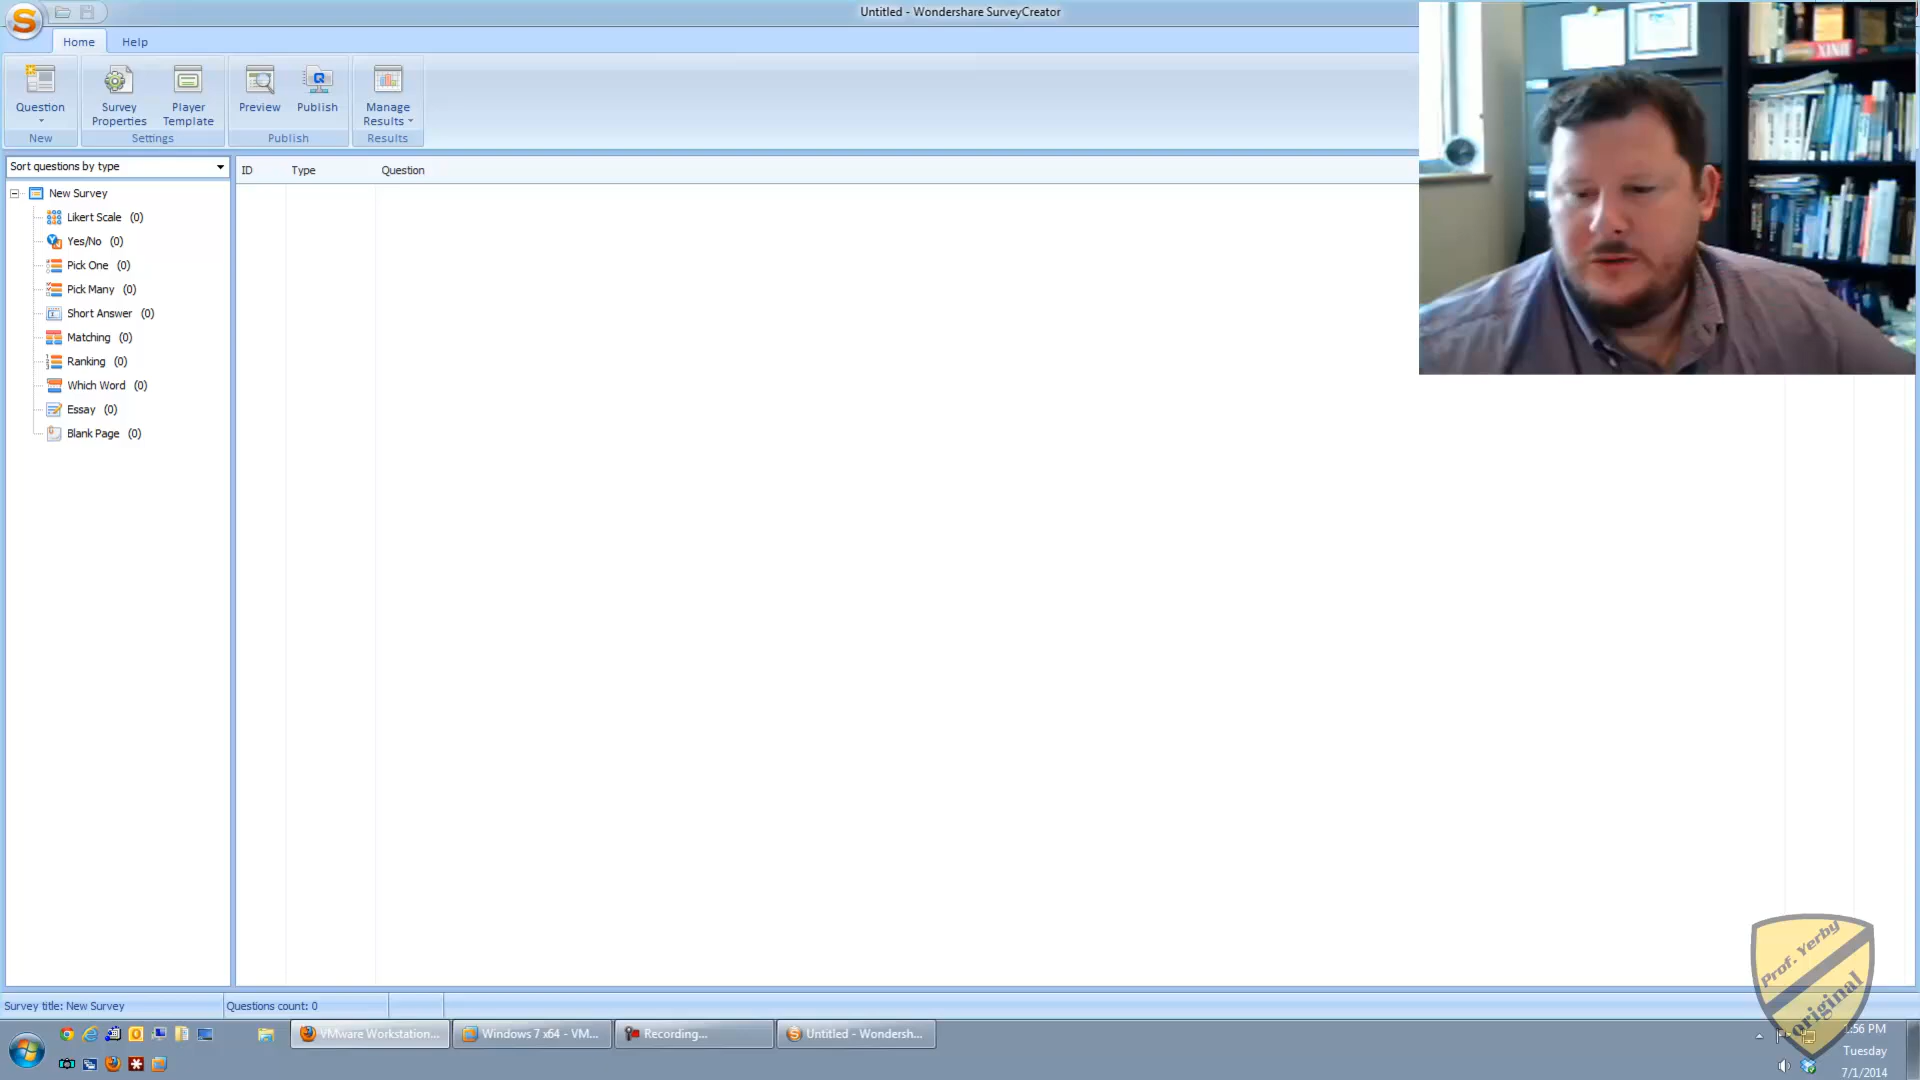 Untitled - Wondershare SurveyCreator
Home
Help
Question
New
Survey Properties
Player Template
Settings
Preview
Publish
Publish
Manage Results
Results
Sort questions by type
New Survey
Likert Scale (0)
Yes/No (0)
Pick One (0)
Pick Many (0)
Short Answer (0)
Matching (0)
Ranking (0)
Which Word (0)
Essay (0)
Blank Page (0)
ID
Type
Question
Survey title: New Survey
Questions count: 0
VMware Workstation...
Windows 7 x64 - VM...
Recording...
Untitled - Wondersh...
Prof. Yerby
original
:56 PM
Tuesday
7/1/2014